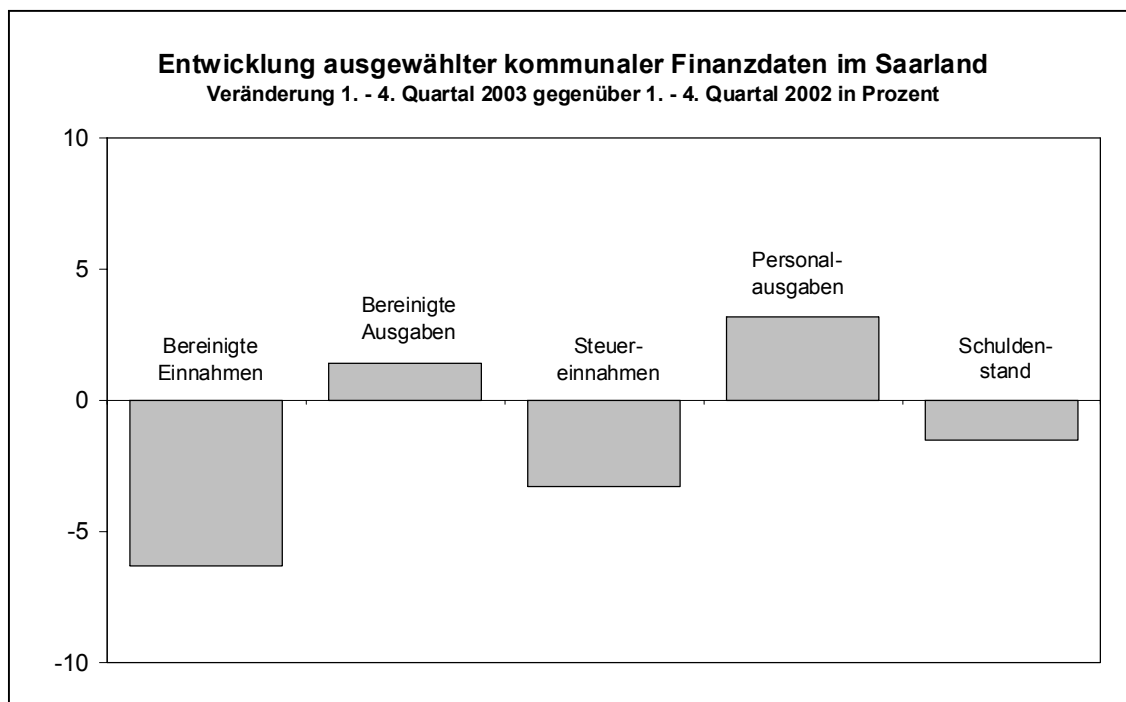 Entwicklung ausgewählter kommunaler Finanzdaten im Saarland
Veränderung 1. - 4. Quartal 2003 gegenüber 1. - 4. Quartal 2002 in Prozent
10
5
0
-5
-10
Bereinigte
Einnahmen
Bereinigte
Ausgaben
Steuer-
einnahmen
Personal-
ausgaben
Schulden-
stand